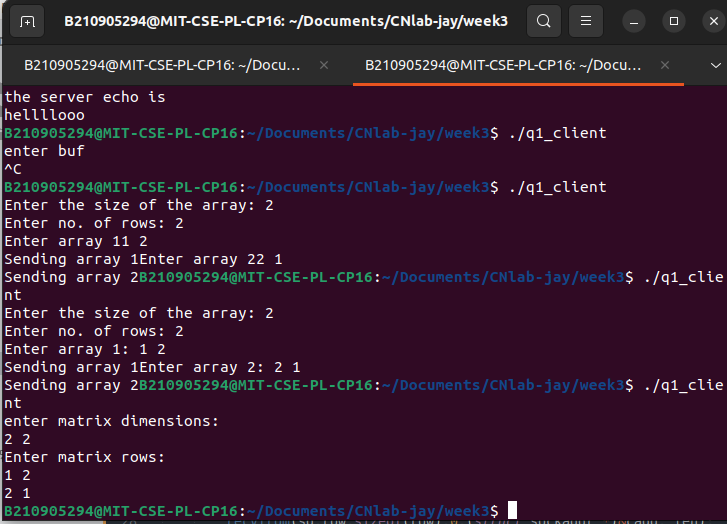 B210905294@MIT-CSE-PL-CP16: ~/Documents/CNlab-jay/week3
B210905294@MIT-CSE-PL-CP16: ~/Docu...
B210905294@MIT-CSE-PL-CP16: ~/Docu...
the server echo is
hellllooo
B210905294@MIT-CSE-PL-CP16:~/Documents/CNlab-jay/week3$ ./q1_client
enter buf
^C
B210905294@MIT-CSE-PL-CP16:~/Documents/CNlab-jay/week3$ ./q1_client
Enter the size of the array: 2
Enter no. of rows: 2
Enter array 11 2
Sending array 1Enter array 22 1
Sending array 2B210905294@MIT-CSE-PL-CP16:~/Documents/CNlab-jay/week3$ ./q1_clie
nt
Enter the size of the array: 2
Enter no. of rows: 2
Enter array 1: 1 2
Sending array 1Enter array 2: 2 1
Sending array 2B210905294@MIT-CSE-PL-CP16:~/Documents/CNlab-jay/week3$ ./q1_clie
nt
enter matrix dimensions:
2 2
Enter matrix rows:
1 2
2 1
B210905294@MIT-CSE-PL-CP16:~/Documents/CNlab-jay/week3$